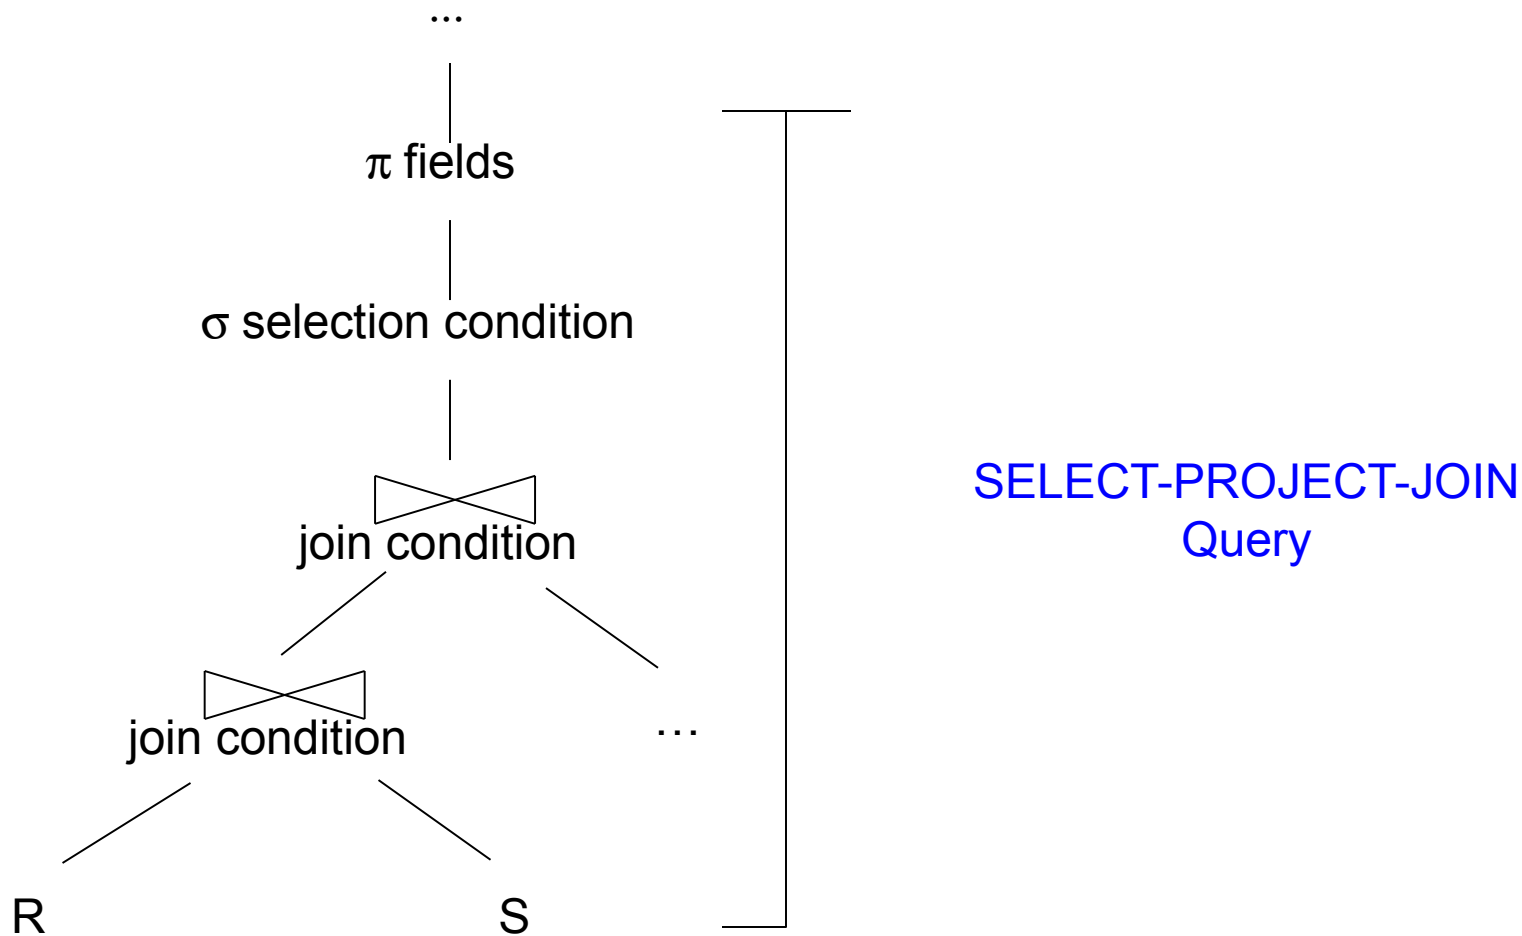 ...
π fields
σ selection condition
join condition
join condition
...
R
S
SELECT-PROJECT-JOIN
Query